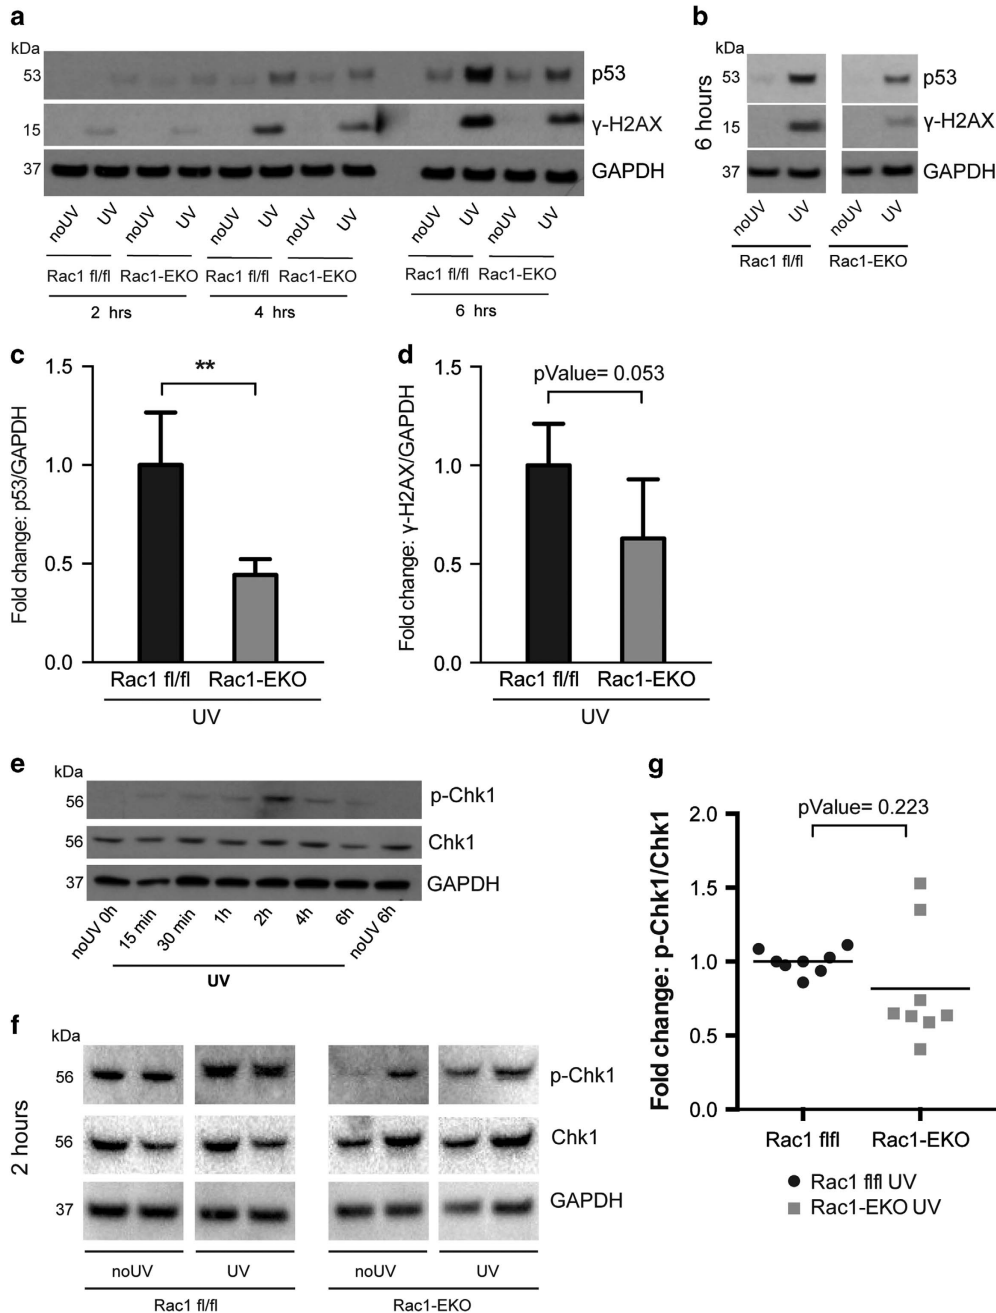 a
kDa
53
p53
15
γ-H2AX
37
GAPDH
noUV UV noUV UV noUV UV noUV UV noUV UV noUV UV
Rac1 fl/fl Rac1-EKO Rac1 fl/fl Rac1-EKO Rac1 fl/fl Rac1-EKO
2 hrs 4 hrs 6 hrs
b
6 hours
kDa
53
p53
15
γ-H2AX
37
GAPDH
noUV UV noUV UV
Rac1 fl/fl Rac1-EKO
c
Fold change: p53/GAPDH
1.5
1.0
0.5
0.0
**
Rac1 fl/fl Rac1-EKO
UV
d
Fold change: γ-H2AX/GAPDH
1.5
1.0
0.5
0.0
pValue= 0.053
Rac1 fl/fl Rac1-EKO
UV
e
kDa
56
p-Chk1
56
Chk1
37
GAPDH
noUV 0h 15 min 30 min 1h 2h 4h 6h noUV 6h
UV
f
2 hours
kDa
56
p-Chk1
56
Chk1
37
GAPDH
noUV UV noUV UV
Rac1 fl/fl Rac1-EKO
g
Fold change: p-Chk1/Chk1
2.0
1.5
1.0
0.5
0.0
pValue= 0.223
Rac1 flfl Rac1-EKO
Rac1 flfl UV
Rac1-EKO UV